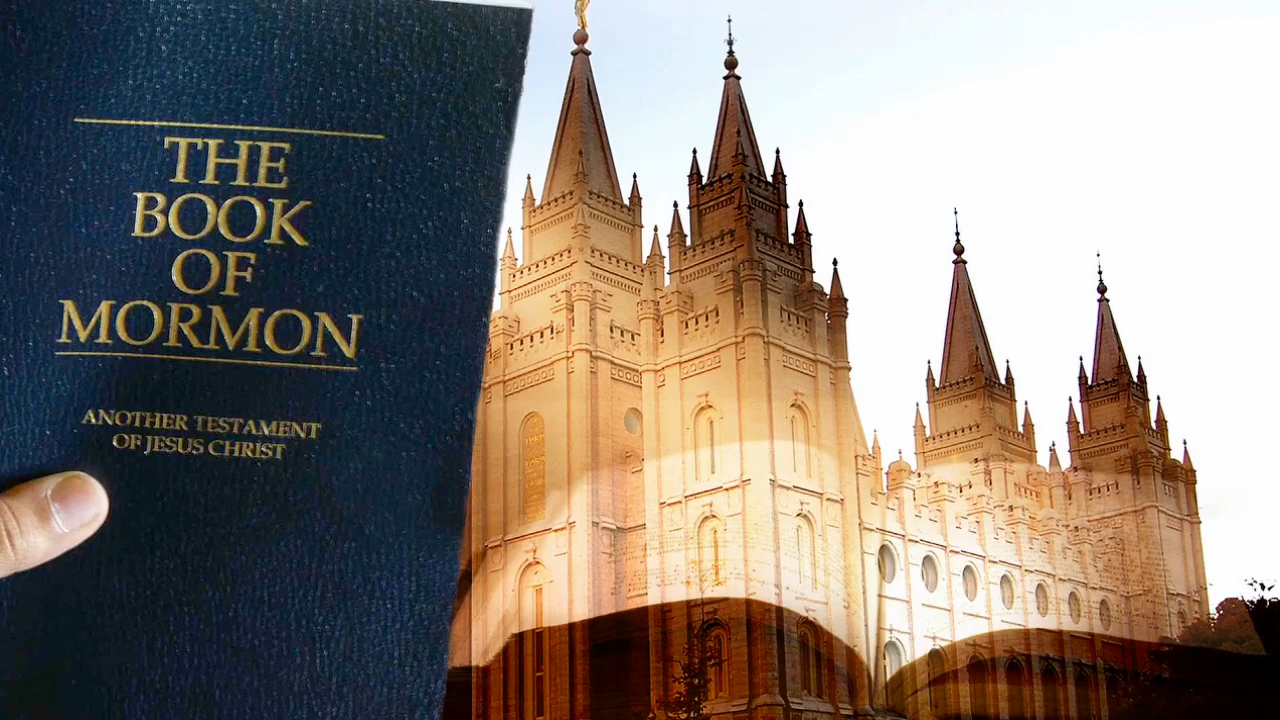 THE
BOOK
OF
MORMON
ANOTHER TESTAMENT
OF JESUS CHRIST